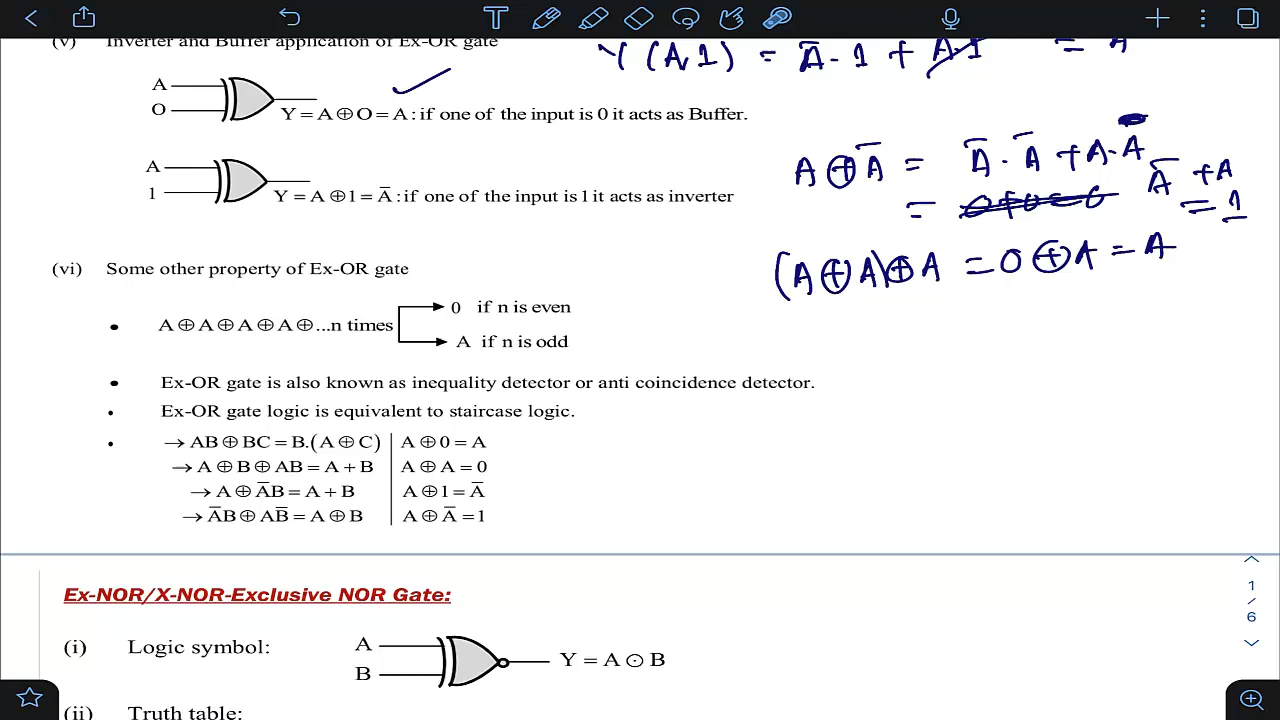 (v) Inverter and Buffer application of Ex-OR gate
Y(A,1) = A̅·1 + A·1̅ = A̅
A
O
Y = A ⊕ O = A : if one of the input is 0 it acts as Buffer.
A
1
Y = A ⊕ 1 = A̅ : if one of the input is 1 it acts as inverter
A ⊕ A̅ = A̅ · A̅ + A · A
= A̅ + A
= 1
(A ⊕ A) ⊕ A = 0 ⊕ A = A
(vi) Some other property of Ex-OR gate
• A ⊕ A ⊕ A ⊕ A ⊕ ...n times
0 if n is even
A if n is odd
• Ex-OR gate is also known as inequality detector or anti coincidence detector.
• Ex-OR gate logic is equivalent to staircase logic.
• → AB ⊕ BC = B.(A ⊕ C) | A ⊕ 0 = A
→ A ⊕ B ⊕ AB = A + B | A ⊕ A = 0
→ A ⊕ A̅B = A + B | A ⊕ 1 = A̅
→ A̅B ⊕ AB̅ = A ⊕ B | A ⊕ A̅ = 1
Ex-NOR/X-NOR-Exclusive NOR Gate:
(i) Logic symbol:
A
B
Y = A ⊙ B
(ii) Truth table:
1
/
6